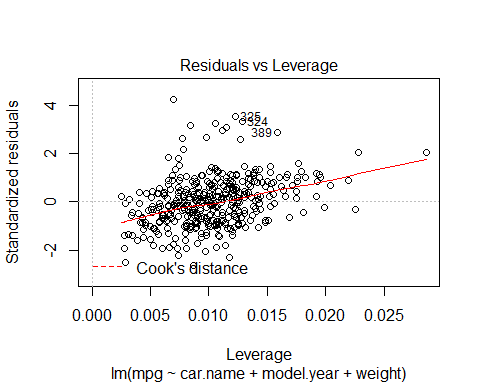 Residuals vs Leverage
Standardized residuals
4
2
0
-2
325
324
389
Cook's distance
0.000 0.005 0.010 0.015 0.020 0.025
Leverage
lm(mpg ~ car.name + model.year + weight)